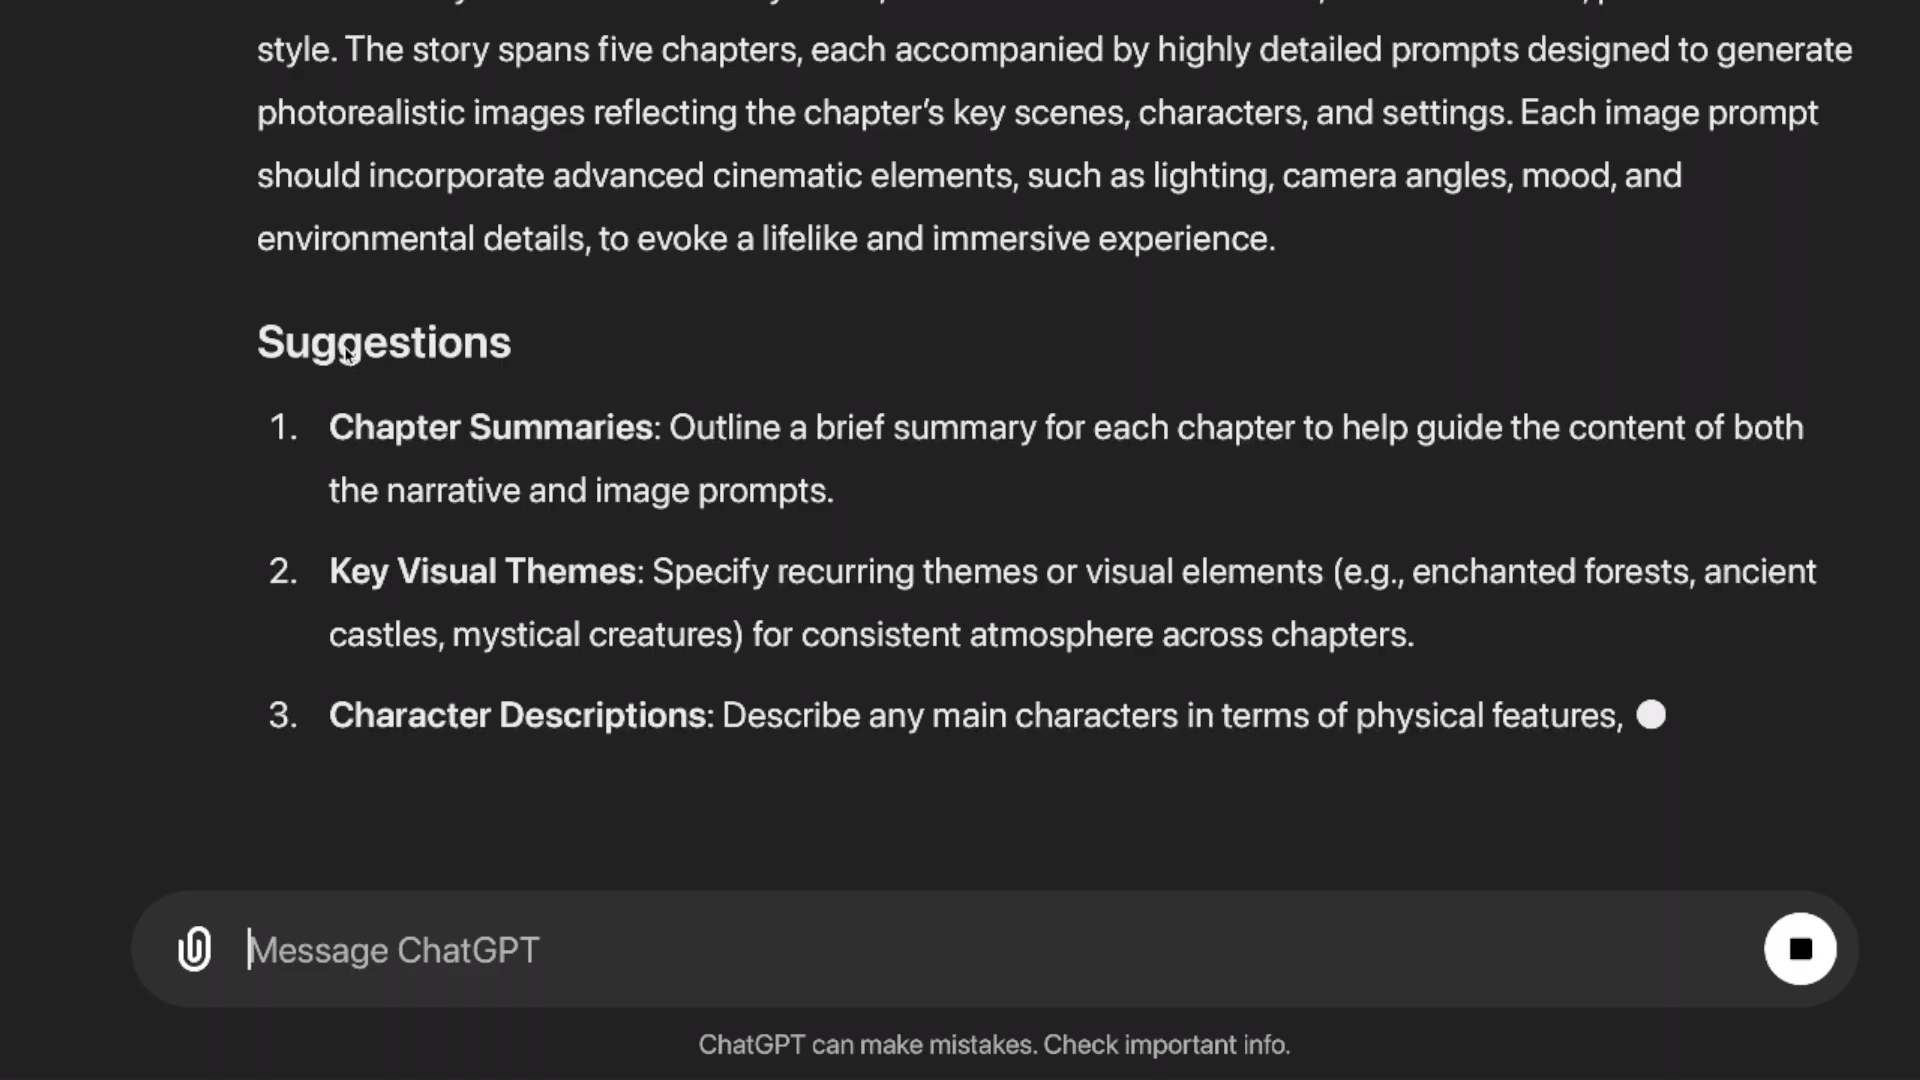 style. The story spans five chapters, each accompanied by highly detailed prompts designed to generate
photorealistic images reflecting the chapter’s key scenes, characters, and settings. Each image prompt
should incorporate advanced cinematic elements, such as lighting, camera angles, mood, and
environmental details, to evoke a lifelike and immersive experience.
Suggestions
1. Chapter Summaries: Outline a brief summary for each chapter to help guide the content of both
the narrative and image prompts.
2. Key Visual Themes: Specify recurring themes or visual elements (e.g., enchanted forests, ancient
castles, mystical creatures) for consistent atmosphere across chapters.
3. Character Descriptions: Describe any main characters in terms of physical features,
Message ChatGPT
ChatGPT can make mistakes. Check important info.